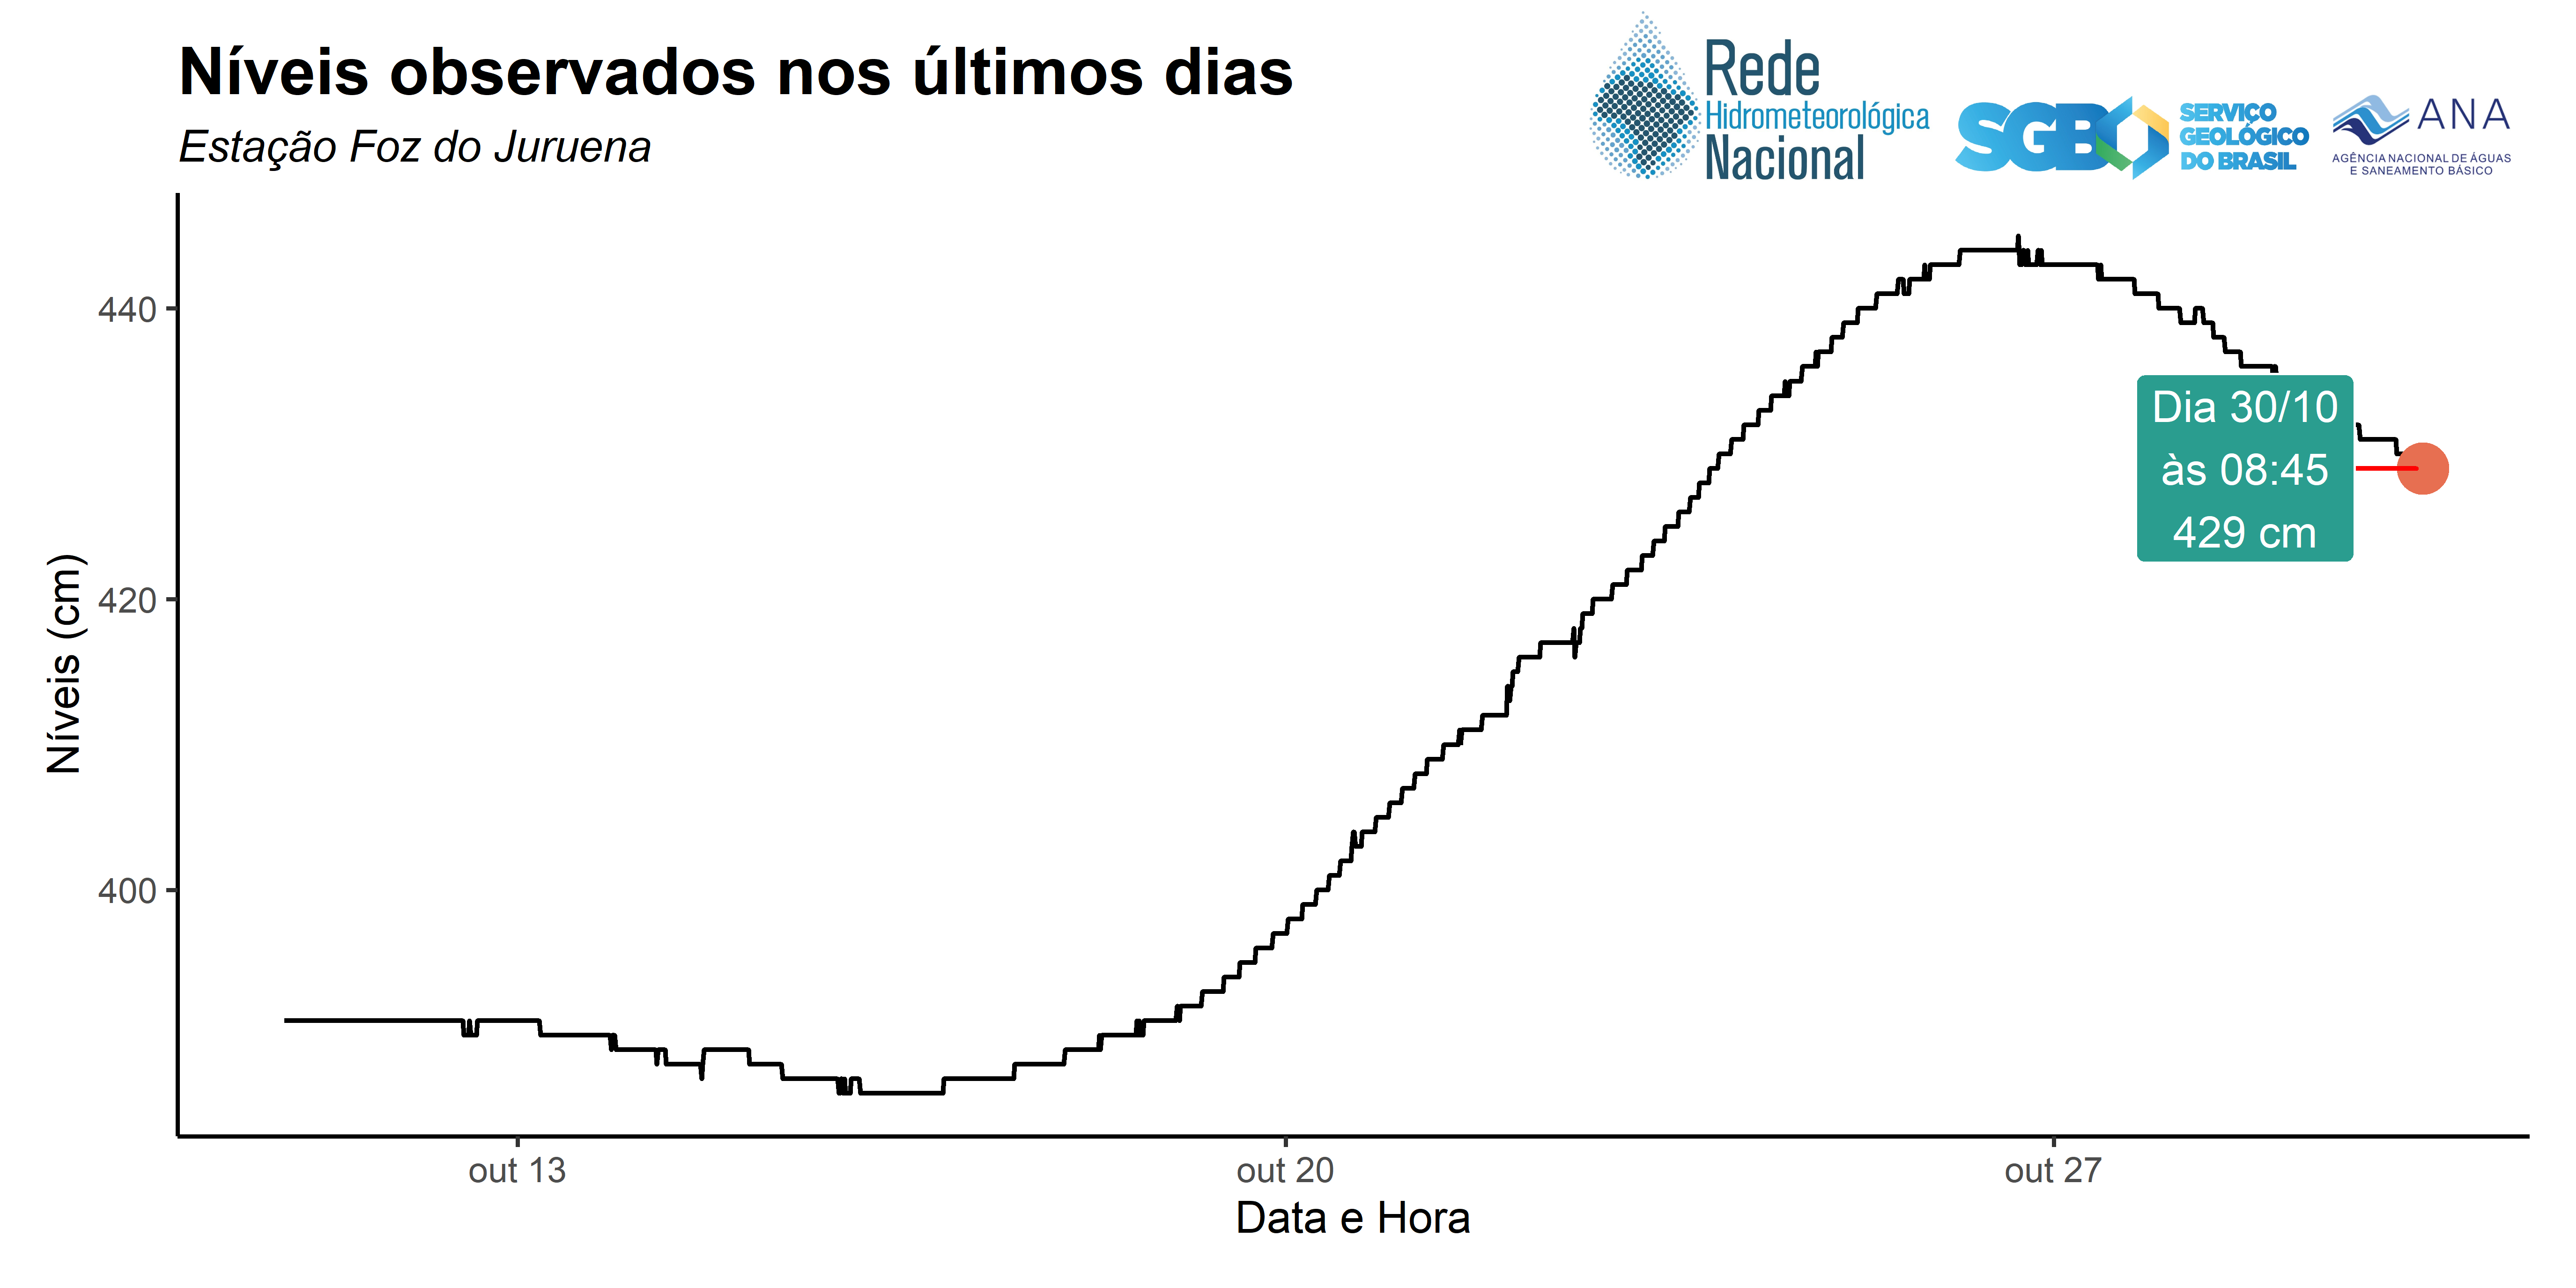 Níveis observados nos últimos dias
Estação Foz do Juruena
Rede
Hidrometeorológica
Nacional
SGB
SERVIÇO
GEOLÓGICO
DO BRASIL
ANA
AGÊNCIA NACIONAL DE ÁGUAS
E SANEAMENTO BÁSICO
Níveis (cm)
440
420
400
Dia 30/10
às 08:45
429 cm
out 13
out 20
out 27
Data e Hora